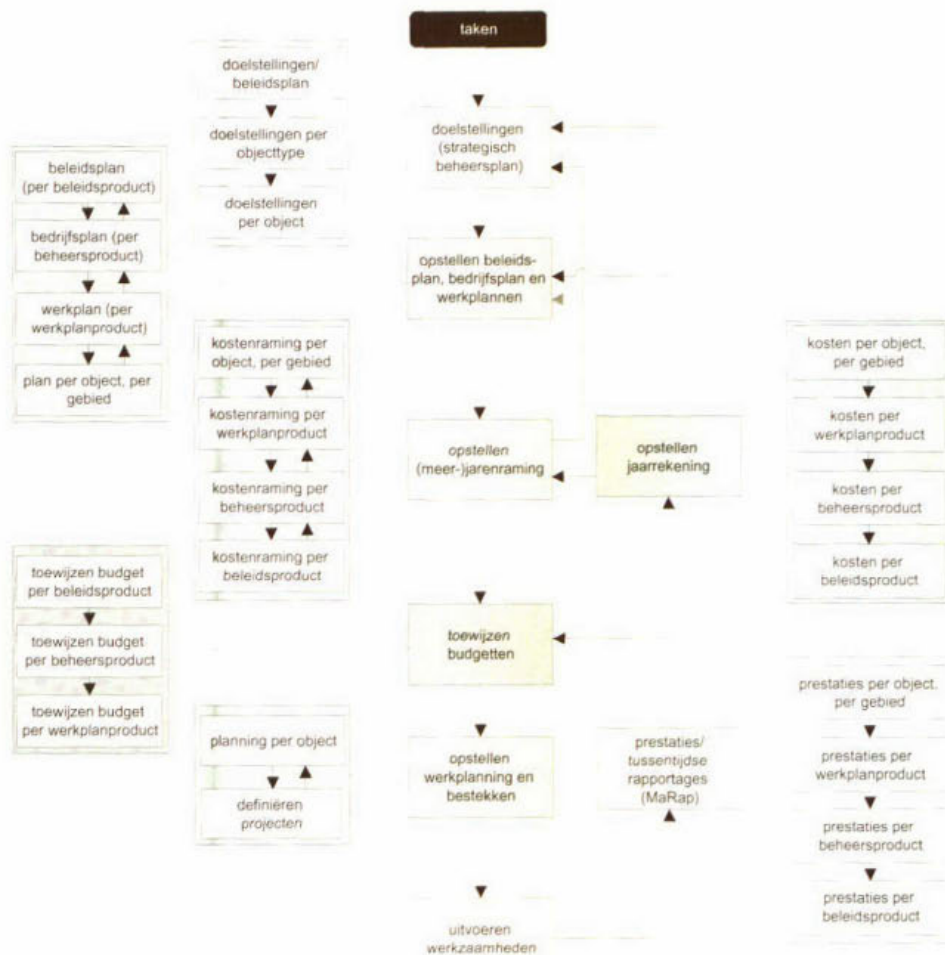 taken
doelstellingen/
beleidsplan
doelstellingen per
objecttype
doelstellingen
per object
beleidsplan
(per beleidsproduct)
bedrijfsplan (per
beheersproduct)
werkplan (per
werkplanproduct)
plan per object, per
gebied
doelstellingen
(strategisch
beheersplan)
opstellen beleids-
plan, bedrijfsplan en
werkplannen
kostenraming per
object, per gebied
kostenraming per
werkplanproduct
kostenraming per
beheersproduct
kostenraming per
beleidsproduct
opstellen
(meer-)jarenraming
opstellen
jaarrekening
kosten per object,
per gebied
kosten per
werkplanproduct
kosten per
beheersproduct
kosten per
beleidsproduct
toewijzen budget
per beleidsproduct
toewijzen budget
per beheersproduct
toewijzen budget
per werkplanproduct
toewijzen
budgetten
planning per object
definiëren
projecten
opstellen
werkplanning en
bestekken
prestaties/
tussentijdse
rapportages
(MaRap)
prestaties per object,
per gebied
prestaties per
werkplanproduct
prestaties per
beheersproduct
prestaties per
beleidsproduct
uitvoeren
werkzaamheden